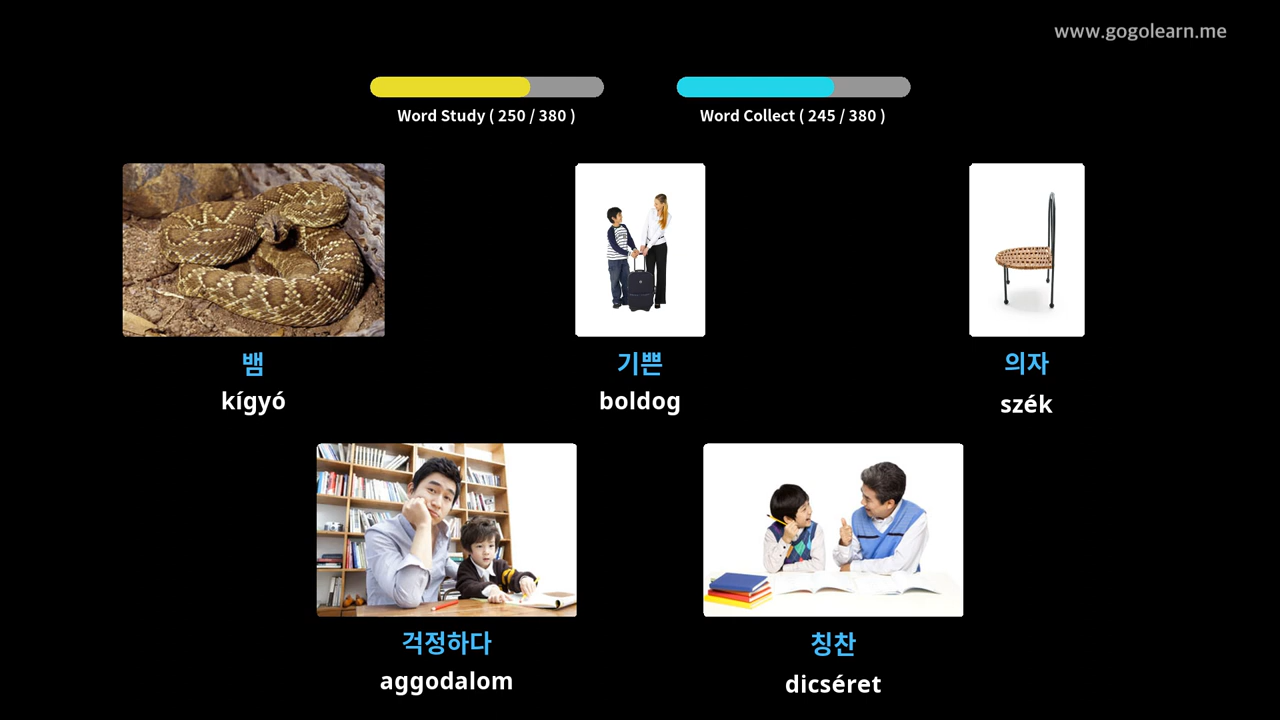 www.gogolearn.me
Word Study ( 250 / 380 )
Word Collect ( 245 / 380 )
뱀
kígyó
기쁜
boldog
의자
szék
걱정하다
aggodalom
칭찬
dicséret